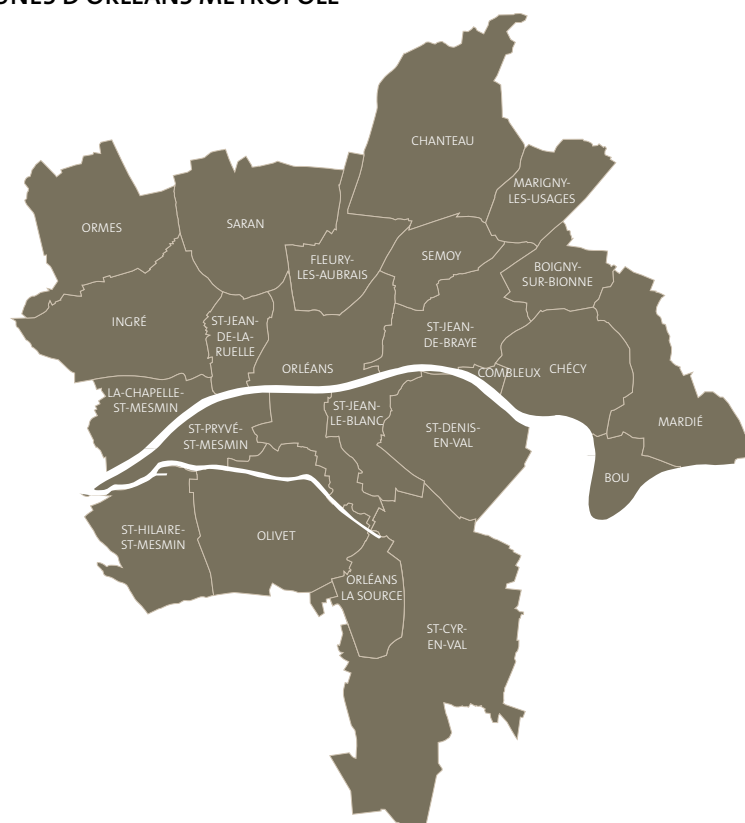 CHANTEAU
MARIGNY-
LES-USAGES
ORMES
SARAN
FLEURY-
LES-AUBRAIS
SEMOY
BOIGNY-
SUR-BIONNE
INGRÉ
ST-JEAN-
DE-LA-
RUELLE
ORLÉANS
ST-JEAN-
DE-BRAYE
COMBLEUX
CHÉCY
LA-CHAPELLE-
ST-MESMIN
ST-PRYVÉ-
ST-MESMIN
ST-JEAN-
LE-BLANC
ST-DENIS-
EN-VAL
MARDIÉ
BOU
ST-HILAIRE-
ST-MESMIN
OLIVET
ORLÉANS
LA SOURCE
ST-CYR-
EN-VAL